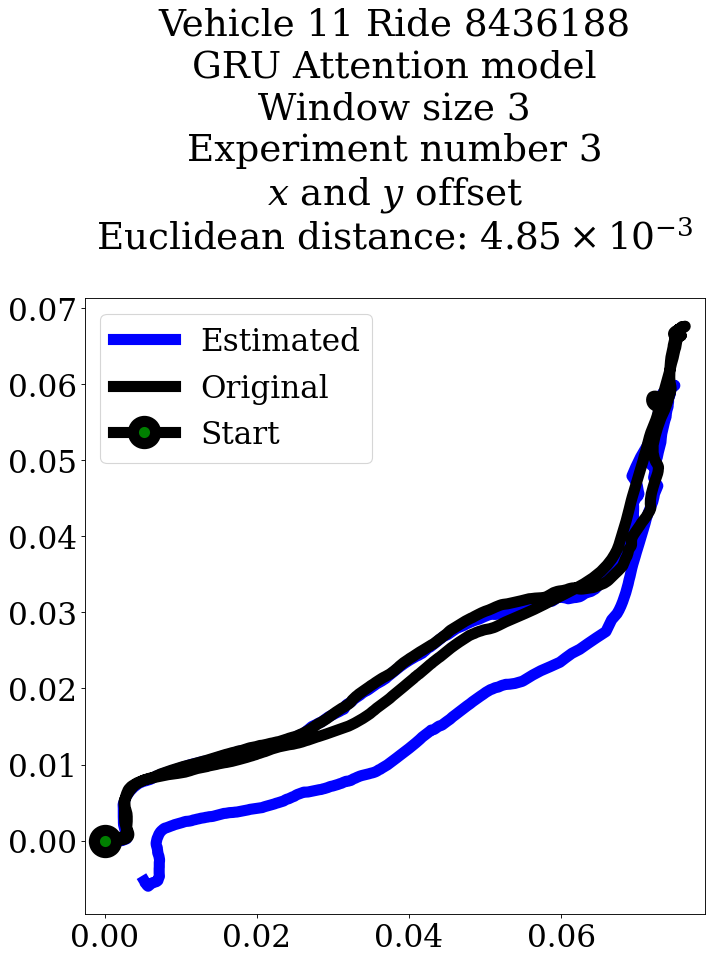 Vehicle 11 Ride 8436188
GRU Attention model
Window size 3
Experiment number 3
x and y offset
Euclidean distance: 4.85 × 10⁻³
0.07
0.06
0.05
0.04
0.03
0.02
0.01
0.00
Estimated
Original
Start
0.00 0.02 0.04 0.06